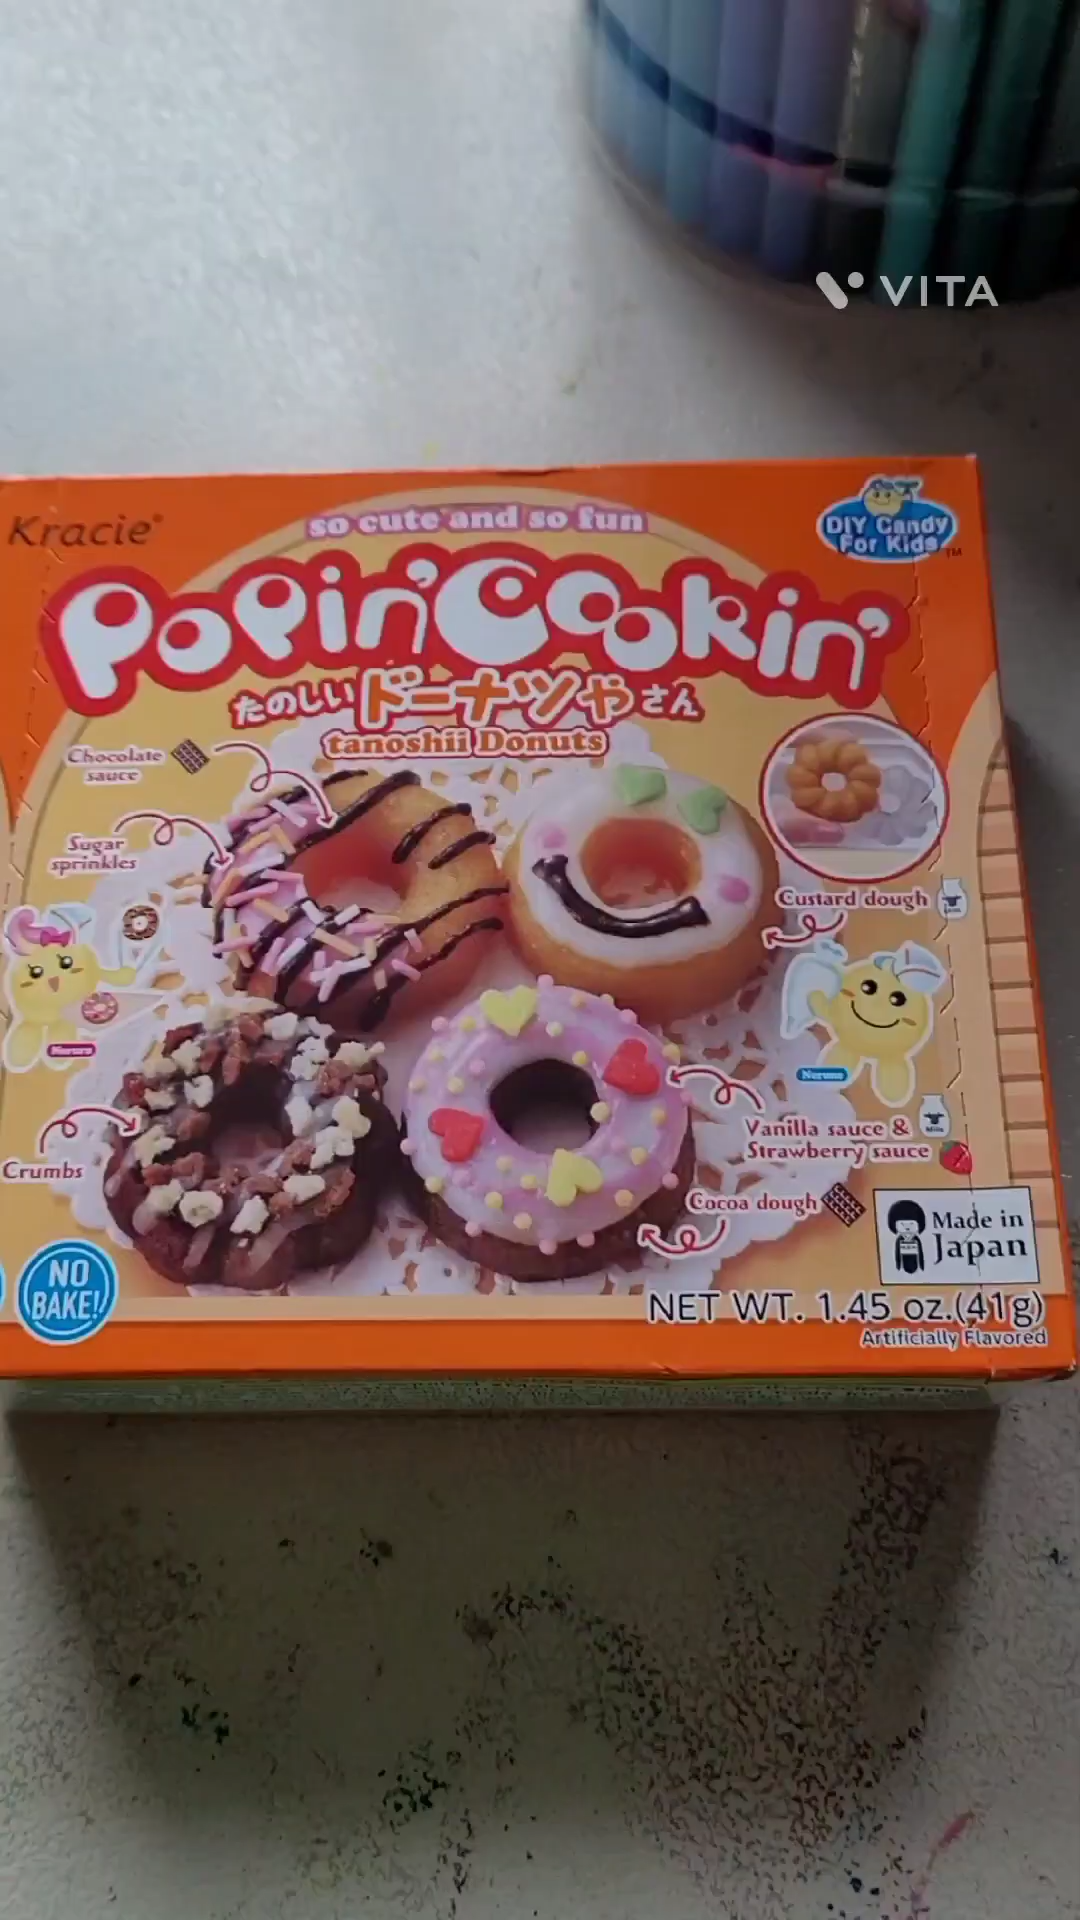 VITA
Kracie®
so cute and so fun
DIY Candy
For Kids™
Popin'Cookin'
たのしいドーナツやさん
tanoshii Donuts
Chocolate
sauce
Sugar
sprinkles
Custard dough
Neruno
Vanilla sauce &
Strawberry sauce
Crumbs
Cocoa dough
Made in
Japan
NO
BAKE!
NET WT. 1.45 oz.(41g)
Artificially Flavored